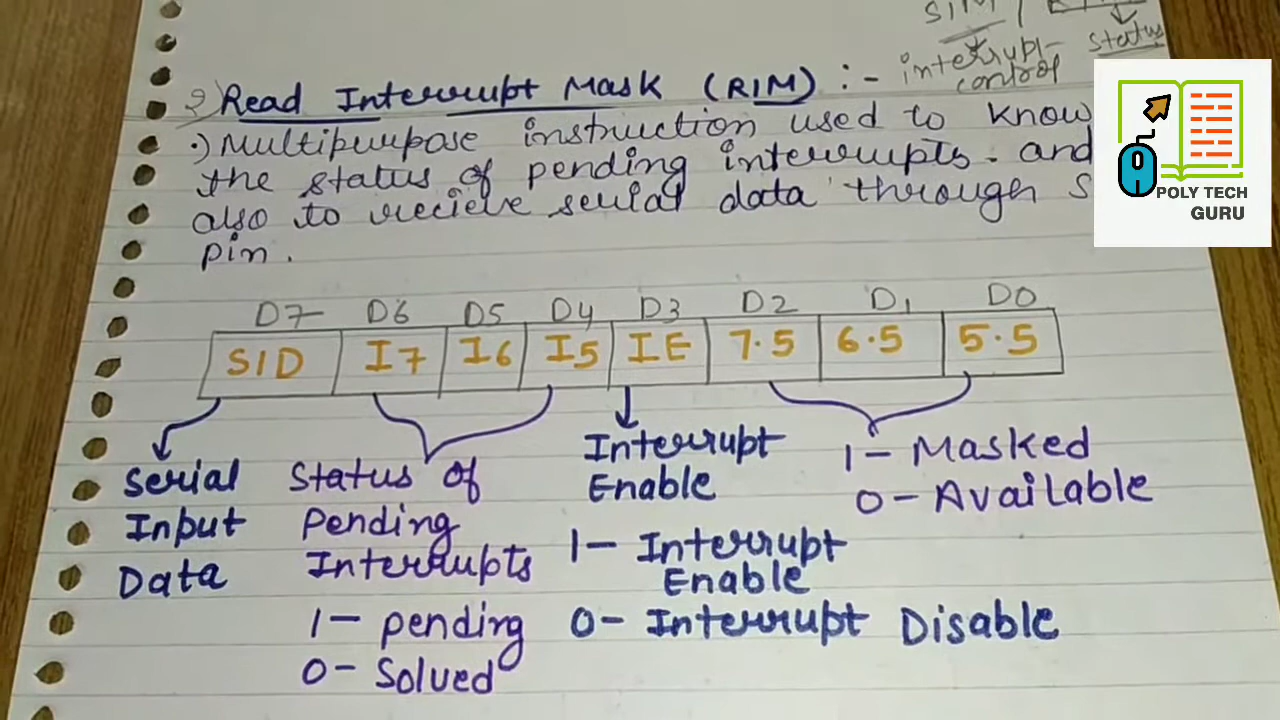 SIM /
interrupt- status
control
2) Read Interrupt Mask (RIM) :-
•) Multipurpose instruction used to know
the status of pending interrupts. and
also to recieve serial data through S
pin.
D7 D6 D5 D4 D3 D2 D1 D0
SID I7 I6 I5 IE 7.5 6.5 5.5
Serial
Input
Data
Status of
Pending
Interrupts
1 - pending
0 - Solved
Interrupt
Enable
1 - Interrupt
Enable
0 - Interrupt Disable
1 - Masked
0 - Available
POLY TECH
GURU